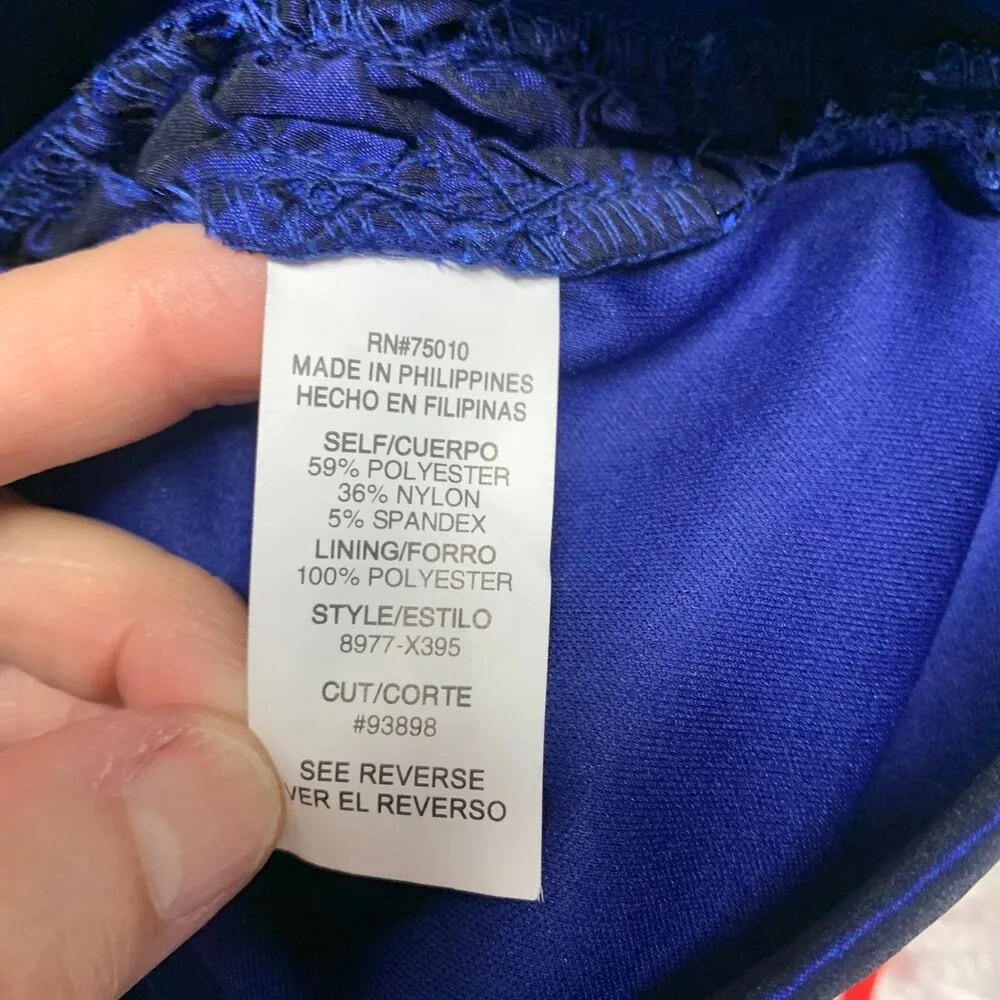 RN#75010
MADE IN PHILIPPINES
HECHO EN FILIPINAS
SELF/CUERPO
59% POLYESTER
36% NYLON
5% SPANDEX
LINING/FORRO
100% POLYESTER
STYLE/ESTILO
8977-X395
CUT/CORTE
#93898
SEE REVERSE
VER EL REVERSO